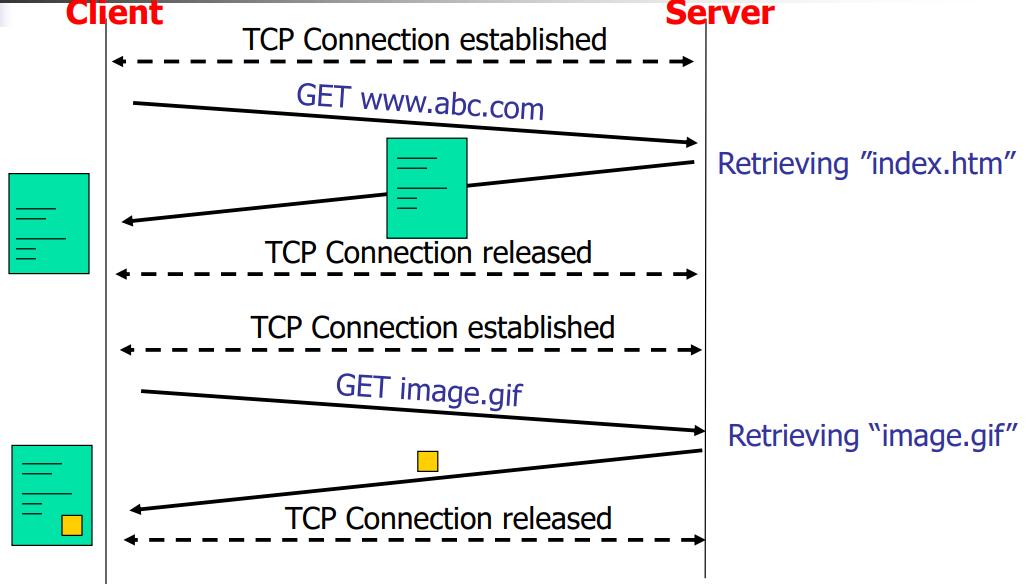 Client
Server
TCP Connection established
GET www.abc.com
Retrieving ”index.htm”
TCP Connection released
TCP Connection established
GET image.gif
Retrieving “image.gif”
TCP Connection released